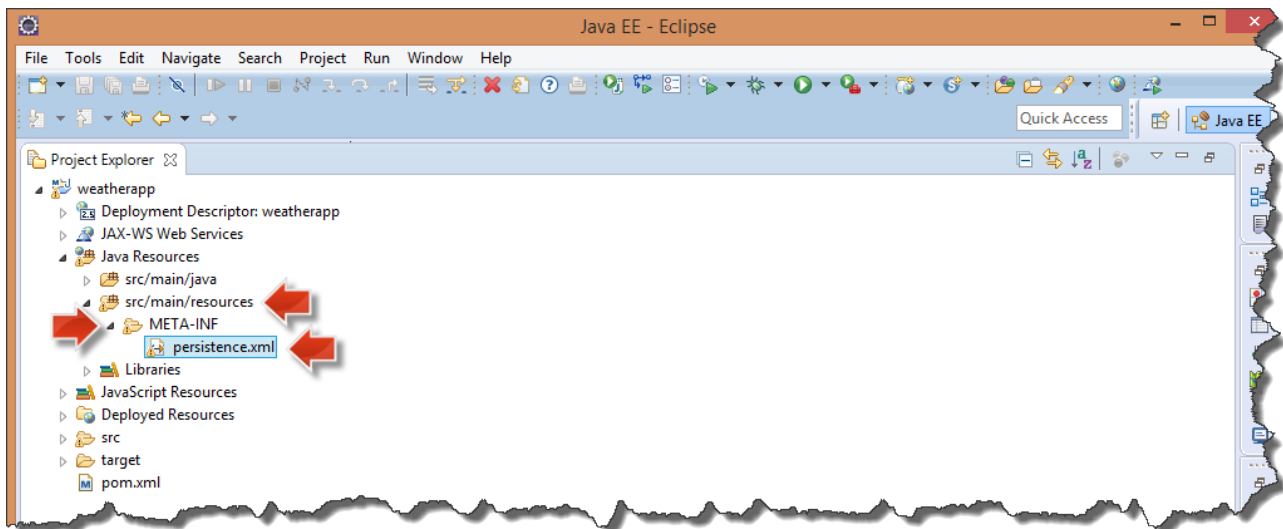 Java EE - Eclipse
File Tools Edit Navigate Search Project Run Window Help
Quick Access
Java EE
Project Explorer
weatherapp
2.5 Deployment Descriptor: weatherapp
JAX-WS Web Services
Java Resources
src/main/java
src/main/resources
META-INF
persistence.xml
Libraries
JavaScript Resources
Deployed Resources
src
target
pom.xml